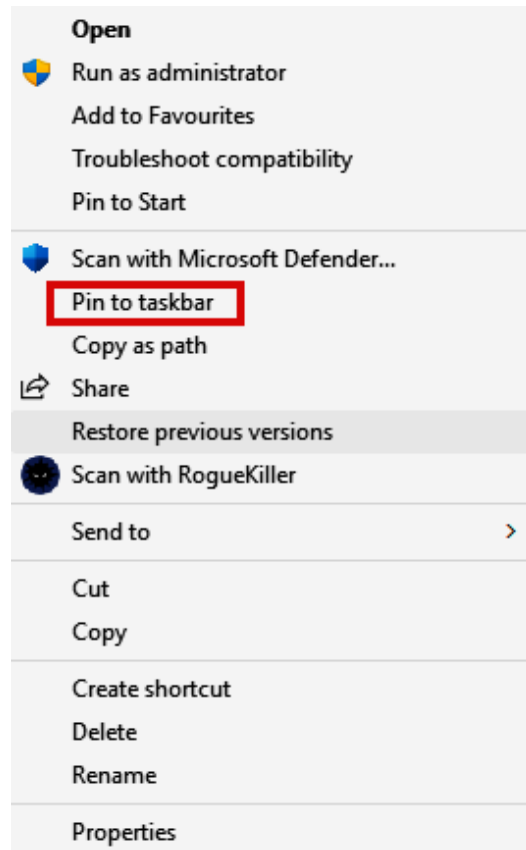 Open
Run as administrator
Add to Favourites
Troubleshoot compatibility
Pin to Start
Scan with Microsoft Defender...
Pin to taskbar
Copy as path
Share
Restore previous versions
Scan with RogueKiller
Send to
Cut
Copy
Create shortcut
Delete
Rename
Properties